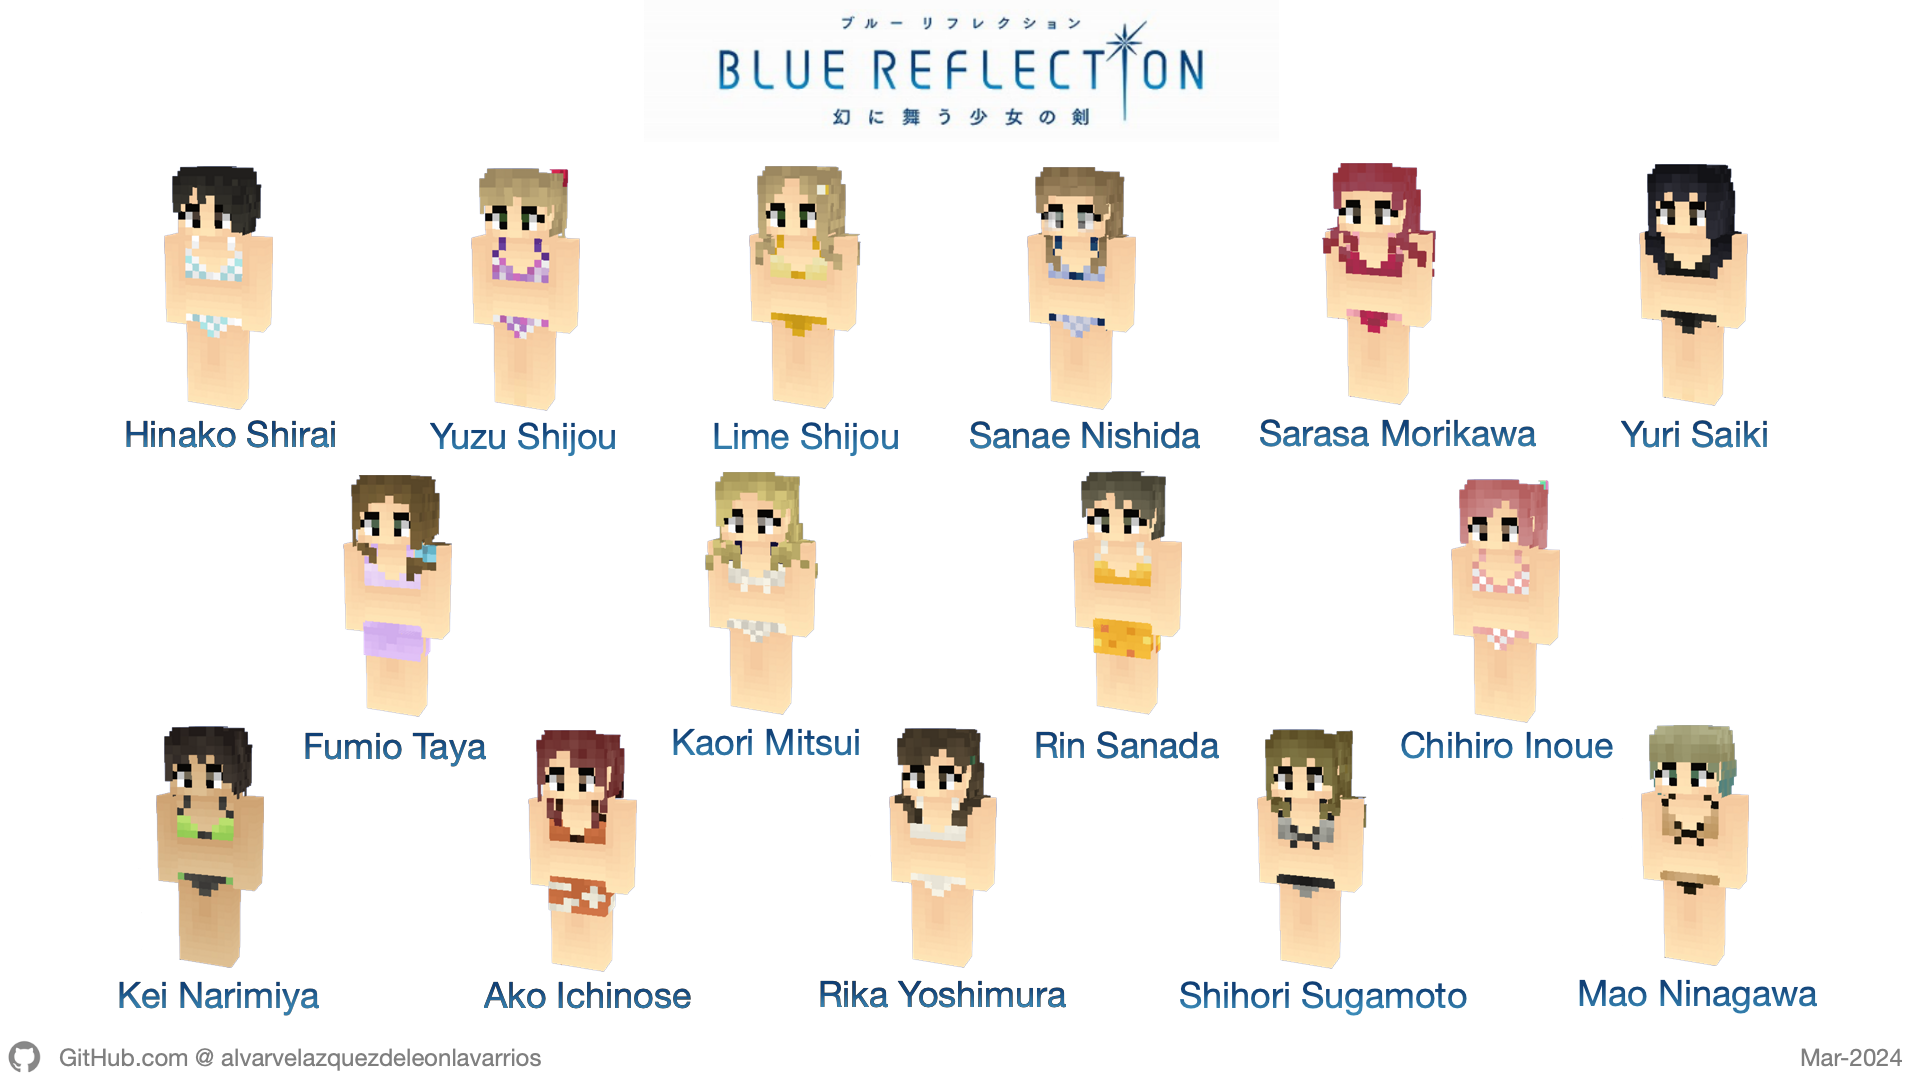 ブルーリフレクション
BLUE REFLECTION
幻に舞う少女の剣
Hinako Shirai
Yuzu Shijou
Lime Shijou
Sanae Nishida
Sarasa Morikawa
Yuri Saiki
Fumio Taya
Kaori Mitsui
Rin Sanada
Chihiro Inoue
Kei Narimiya
Ako Ichinose
Rika Yoshimura
Shihori Sugamoto
Mao Ninagawa
GitHub.com @ alvarvelazquezdeleonlavarrios
Mar-2024